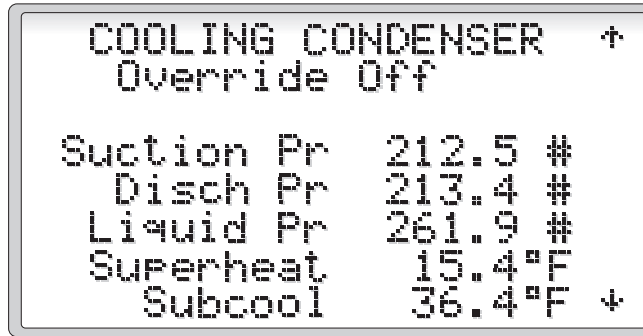 COOLING CONDENSER ↑
Override Off
Suction Pr 212.5 #
Disch Pr 213.4 #
Liquid Pr 261.9 #
Superheat 15.4°F
Subcool 36.4°F ↓